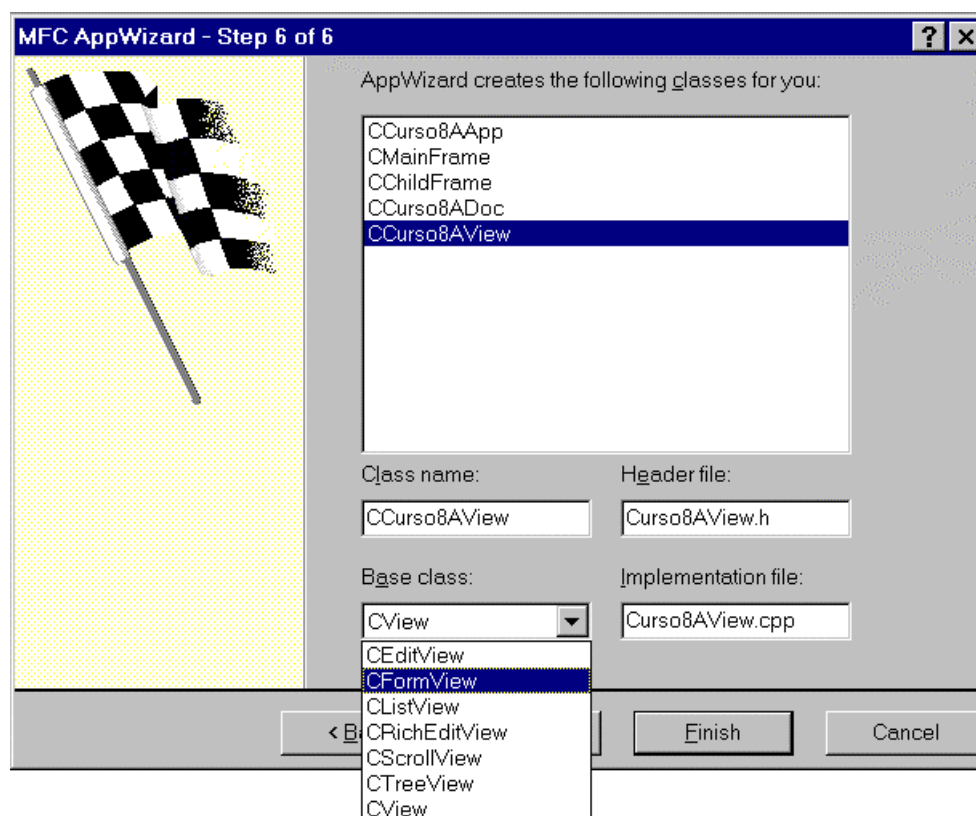 MFC AppWizard - Step 6 of 6
AppWizard creates the following classes for you:
CCurso8AApp
CMainFrame
CChildFrame
CCurso8ADoc
CCurso8AView
Class name:
Header file:
CCurso8AView
Curso8AView.h
Base class:
Implementation file:
CView
Curso8AView.cpp
CEditView
CFormView
CListView
CRichEditView
CScrollView
CTreeView
CView
< B
Finish
Cancel